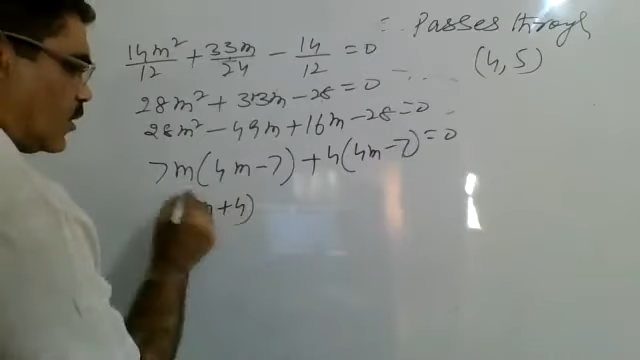 ∴ Passes through
(4, 5)
14m²/12 + 33m/24 - 14/12 = 0
28m² + 33m - 28 = 0
28m² - 49m + 16m - 28 = 0
7m(4m-7) + 4(4m-7) = 0
m+4)